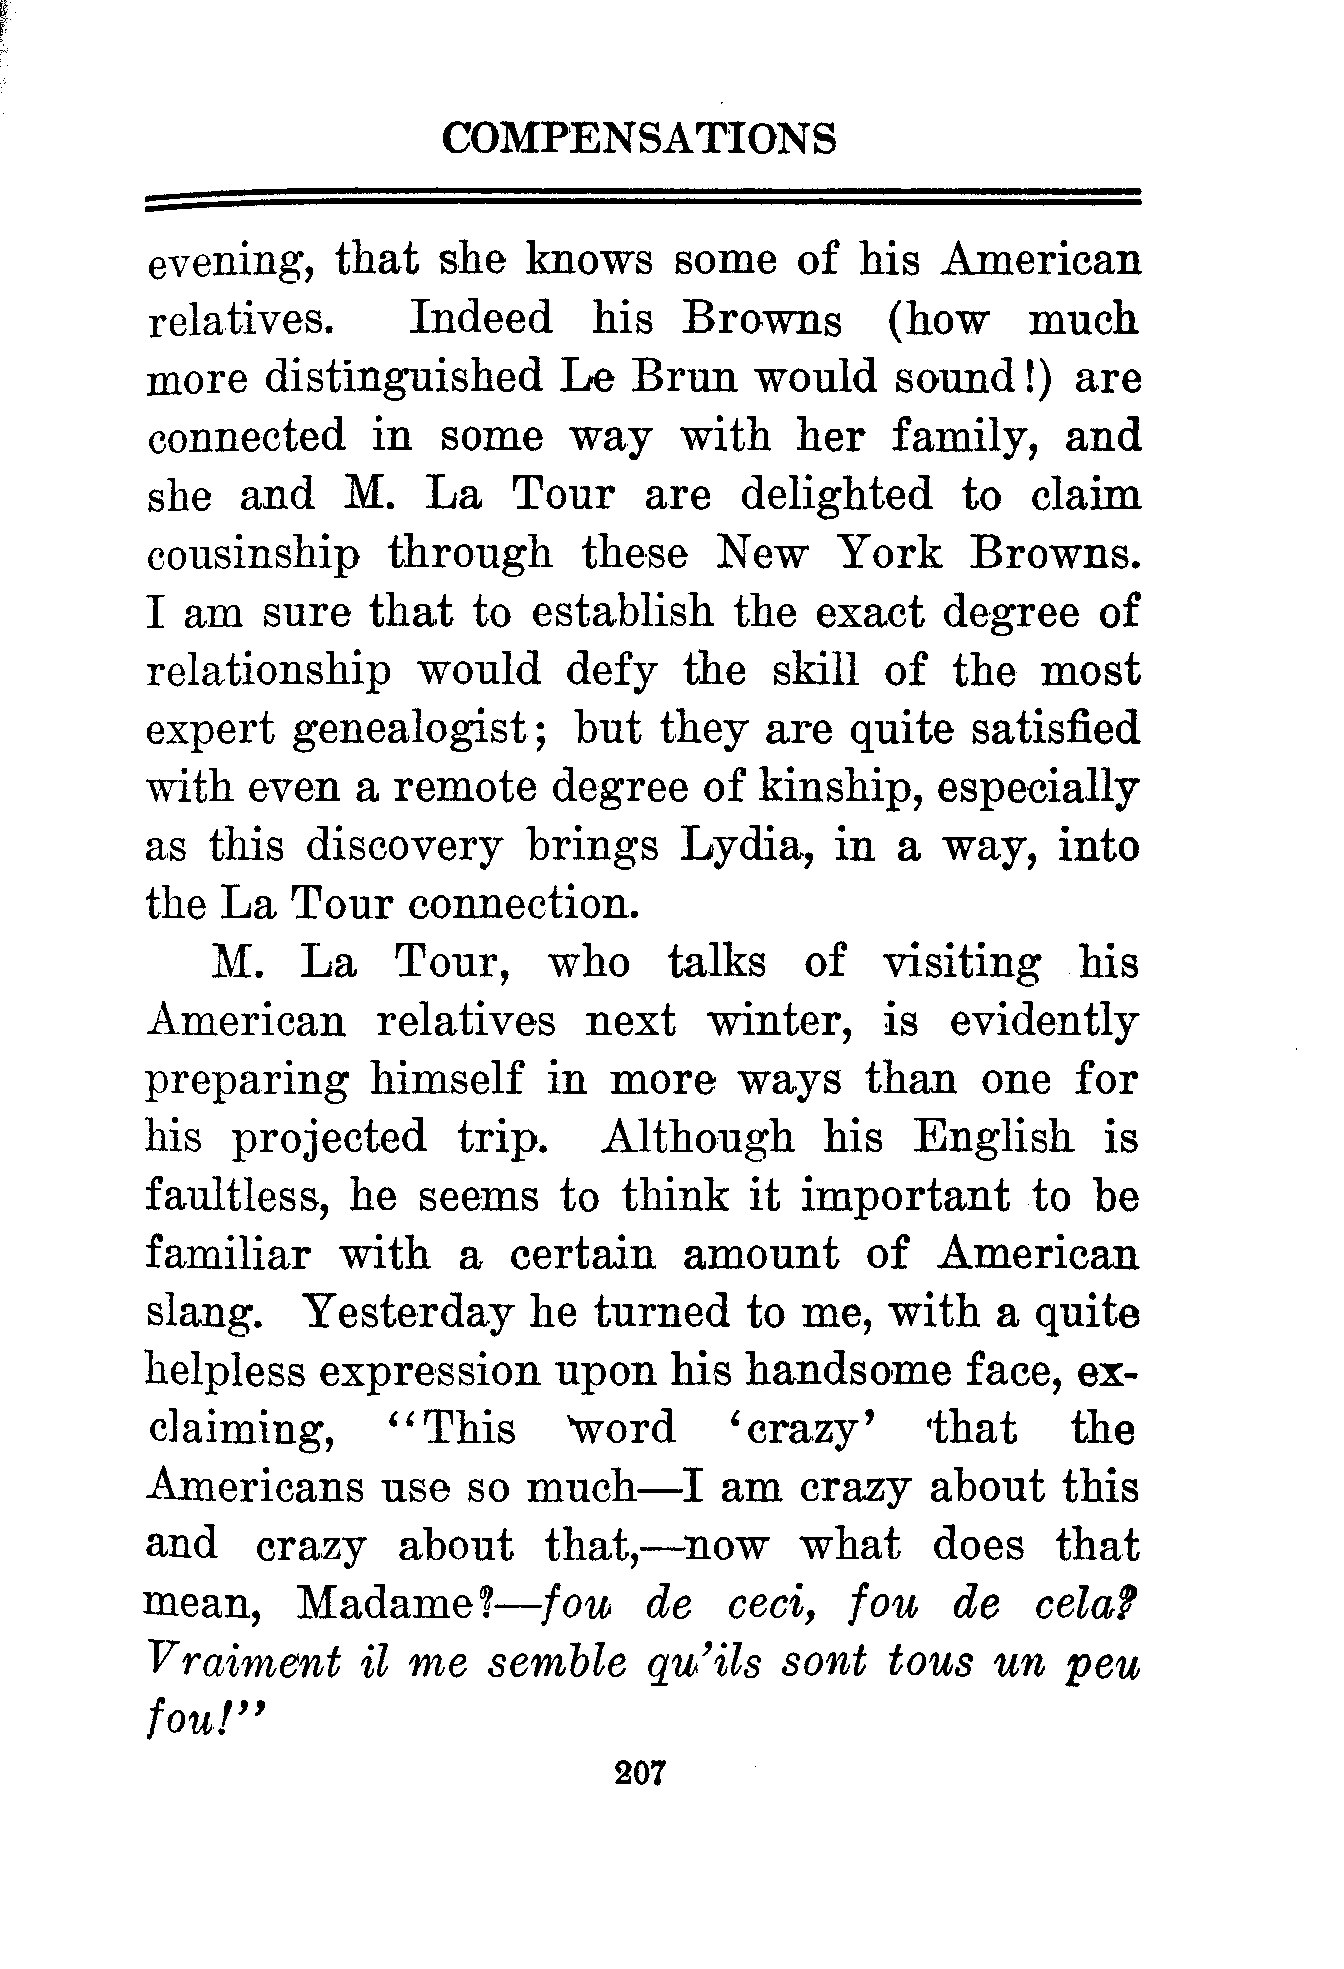 COMPENSATIONS
evening, that she knows some of his American
relatives. Indeed his Browns (how much
more distinguished Le Brun would sound!) are
connected in some way with her family, and
she and M. La Tour are delighted to claim
cousinship through these New York Browns.
I am sure that to establish the exact degree of
relationship would defy the skill of the most
expert genealogist; but they are quite satisfied
with even a remote degree of kinship, especially
as this discovery brings Lydia, in a way, into
the La Tour connection.
M. La Tour, who talks of visiting his
American relatives next winter, is evidently
preparing himself in more ways than one for
his projected trip. Although his English is
faultless, he seems to think it important to be
familiar with a certain amount of American
slang. Yesterday he turned to me, with a quite
helpless expression upon his handsome face, ex-
claiming, “This word ‘crazy’ that the
Americans use so much—I am crazy about this
and crazy about that,—now what does that
mean, Madame?—fou de ceci, fou de cela?
Vraiment il me semble qu’ils sont tous un peu
fou!”
207